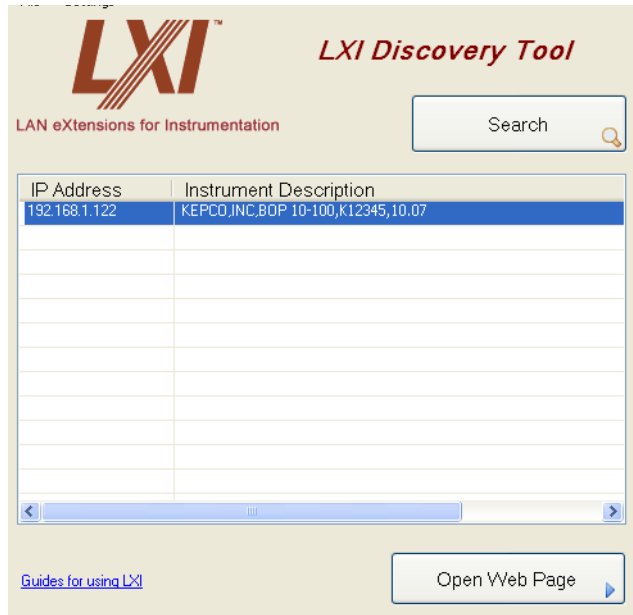 LXI™
LXI Discovery Tool
LAN eXtensions for Instrumentation
Search
IP Address Instrument Description
192.168.1.122 KEPCO,INC,BOP 10-100,K12345,10.07
Guides for using LXI
Open Web Page